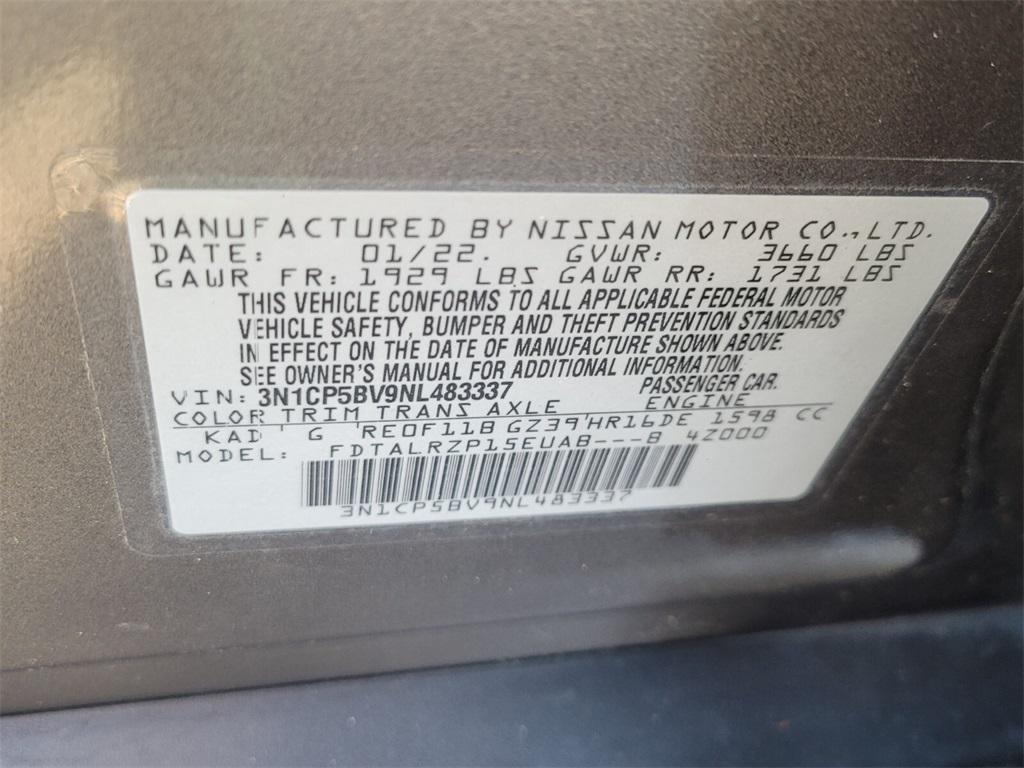 MANUFACTURED BY NISSAN MOTOR CO.,LTD.
DATE: 01/22. GVWR: 3660 LBS
GAWR FR: 1929 LBS GAWR RR: 1731 LBS
THIS VEHICLE CONFORMS TO ALL APPLICABLE FEDERAL MOTOR
VEHICLE SAFETY, BUMPER AND THEFT PREVENTION STANDARDS
IN EFFECT ON THE DATE OF MANUFACTURE SHOWN ABOVE.
SEE OWNER'S MANUAL FOR ADDITIONAL INFORMATION.
VIN: 3N1CP5BV9NL483337 PASSENGER CAR.
COLOR TRIM TRANS AXLE ENGINE
KAD G RE0F11B GZ39 HR16DE 1598 CC
MODEL: FDTALRZP15EUAB---B 4Z000
3N1CP5BV9NL483337